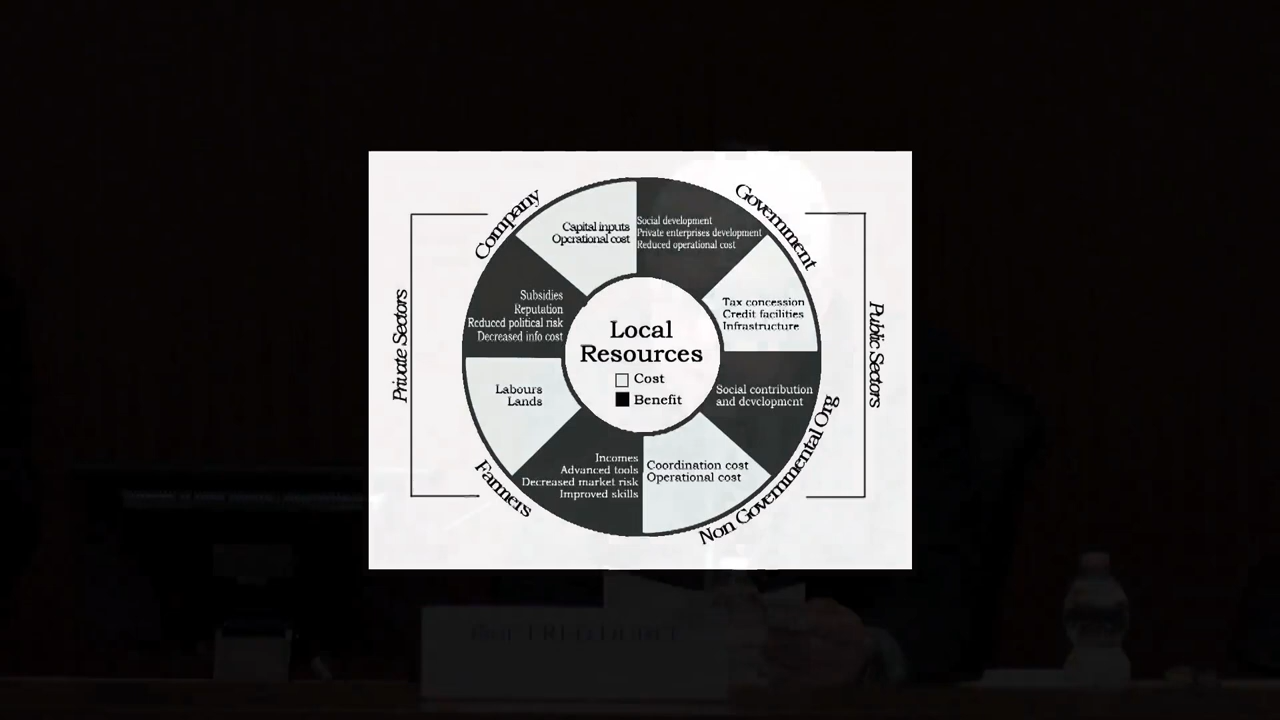 Company
Government
Private Sectors
Public Sectors
Farmers
Non Governmental Org
Capital inputs
Operational cost
Social development
Private enterprises development
Reduced operational cost
Subsidies
Reputation
Reduced political risk
Decreased info cost
Tax concession
Credit facilities
Infrastructure
Local
Resources
Cost
Benefit
Labours
Lands
Social contribution
and development
Incomes
Advanced tools
Decreased market risk
Improved skills
Coordination cost
Operational cost